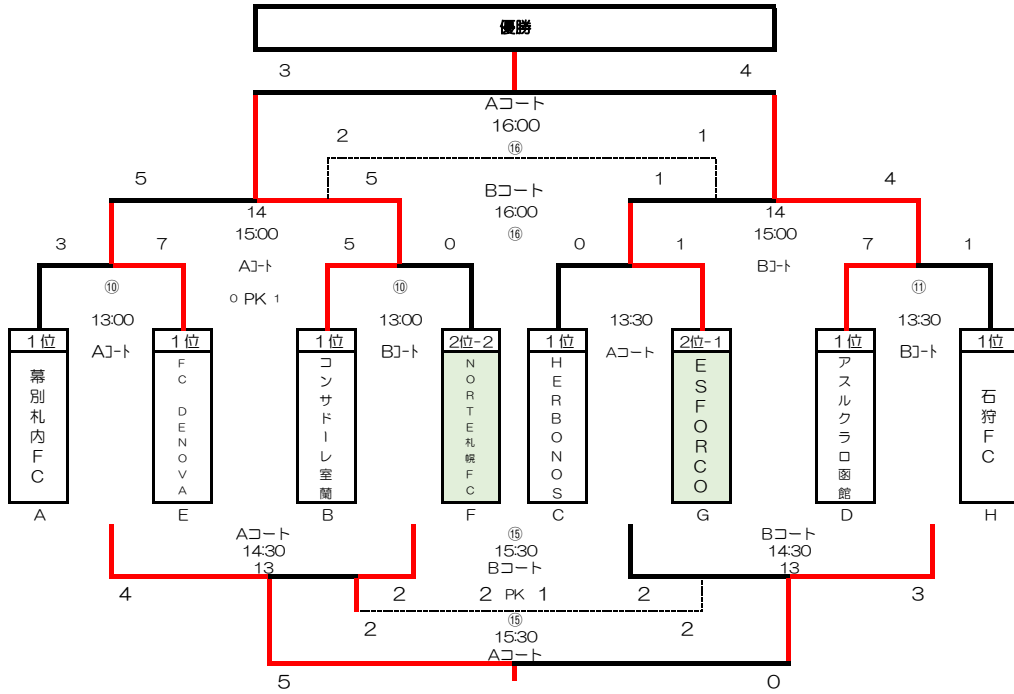 優勝
3 4
Aコート
16:00
⑯
2 1
5 5 Bコート 1 4
16:00
⑯
14 14
15:00 15:00
Aコート Bコート
0 PK 1
3 7 5 0 0 1 7 1
⑩ ⑩ ⑪
13:00 13:00 13:30 13:30
Aコート Bコート Aコート Bコート
1位 1位 1位 2位-2 1位 2位-1 1位 1位
幕別札内FC
FC DENOVA
コンサドーレ室蘭
NORTE札幌FC
HERBONOS
ESFORCO
アスルクラロ函館
石狩FC
A E B F C G D H
Aコート ⑮ Bコート
14:30 15:30 14:30
13 Bコート 13
4 2 2 PK 1 2 3
2 ⑮ 2
15:30
Aコート
5 0